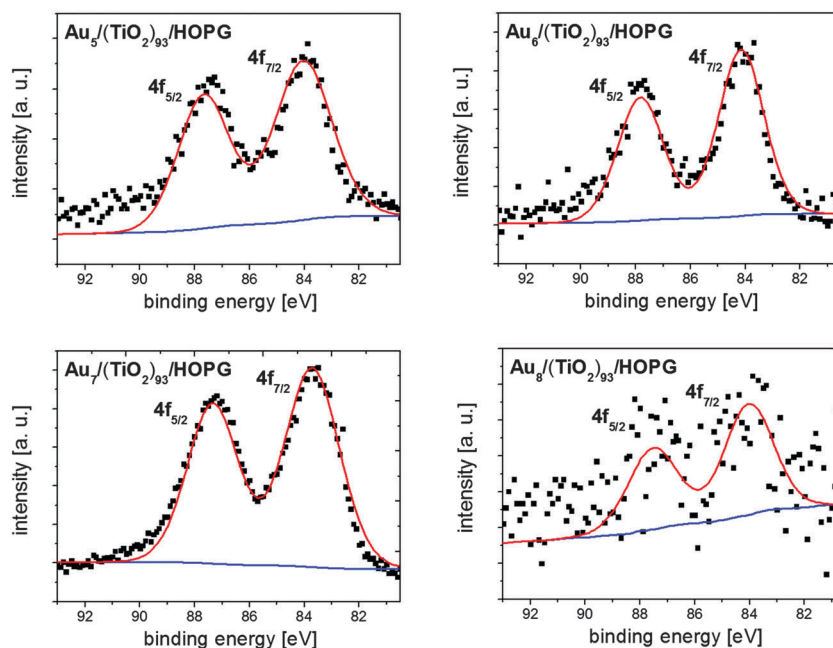 Au5/(TiO2)93/HOPG
4f5/2
4f7/2
intensity [a. u.]
92 90 88 86 84 82
binding energy [eV]
Au6/(TiO2)93/HOPG
4f5/2
4f7/2
intensity [a. u.]
92 90 88 86 84 82
binding energy [eV]
Au7/(TiO2)93/HOPG
4f5/2
4f7/2
intensity [a. u.]
92 90 88 86 84 82
binding energy [eV]
Au8/(TiO2)93/HOPG
4f5/2
4f7/2
intensity [a. u.]
92 90 88 86 84 82
binding energy [eV]